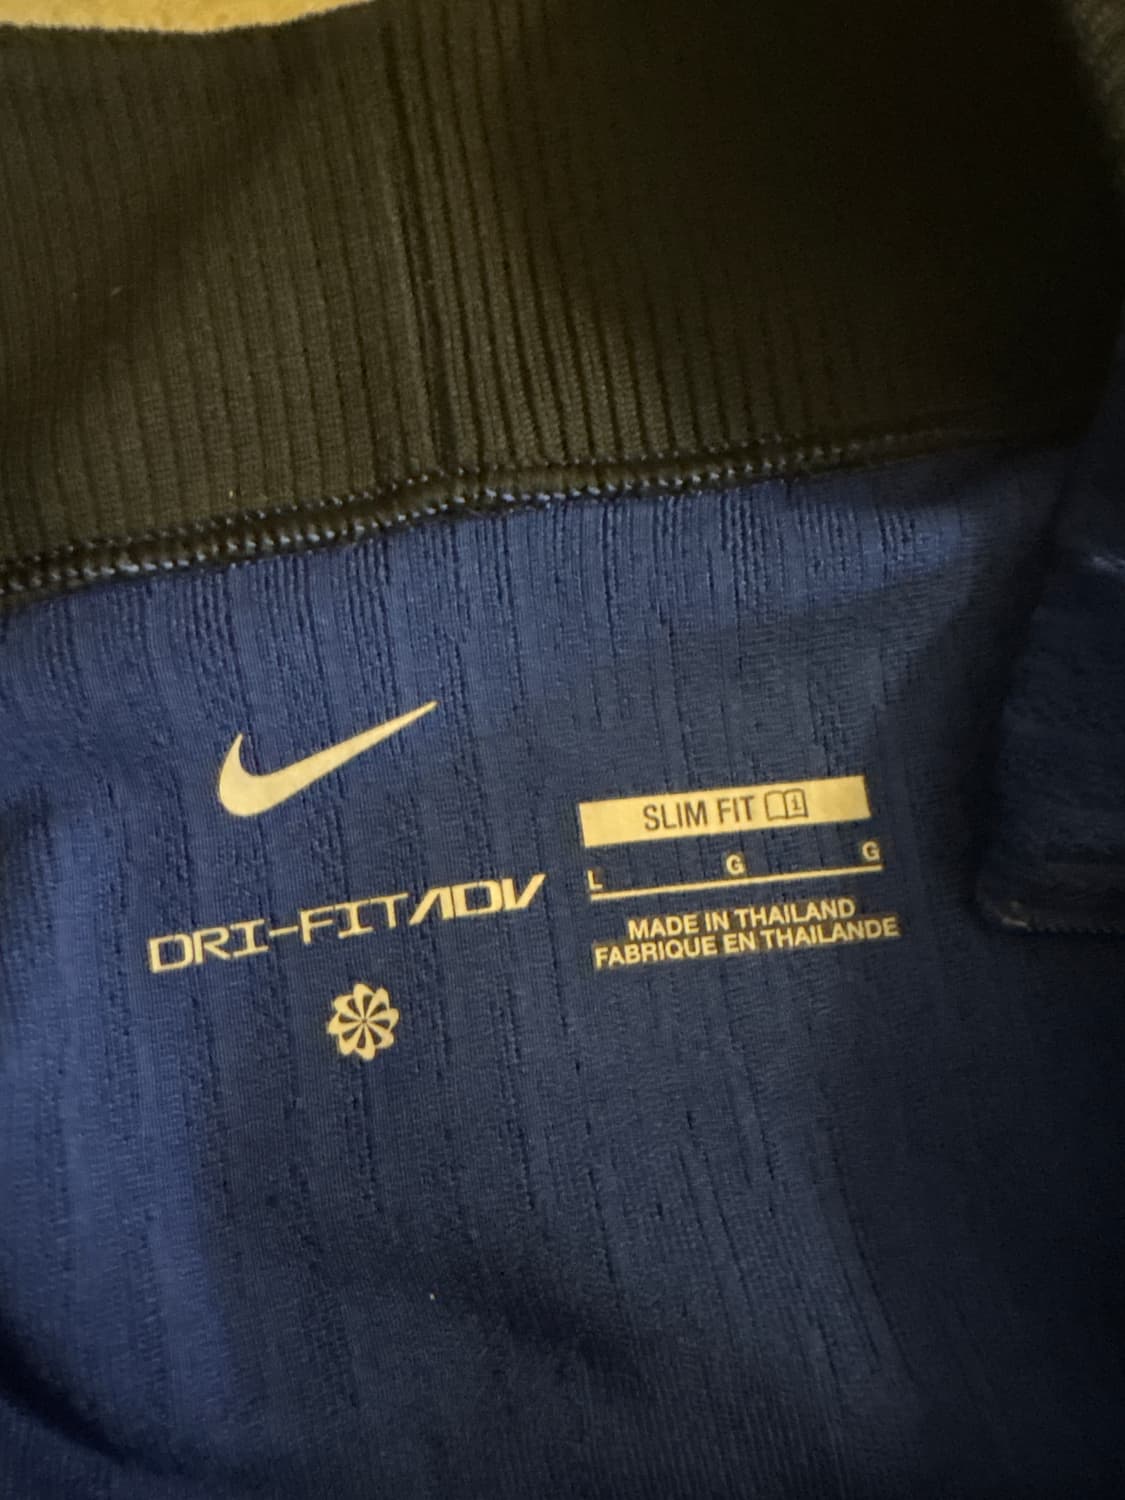 DRI-FIT ADV
SLIM FIT
L G G
MADE IN THAILAND
FABRIQUE EN THAILANDE